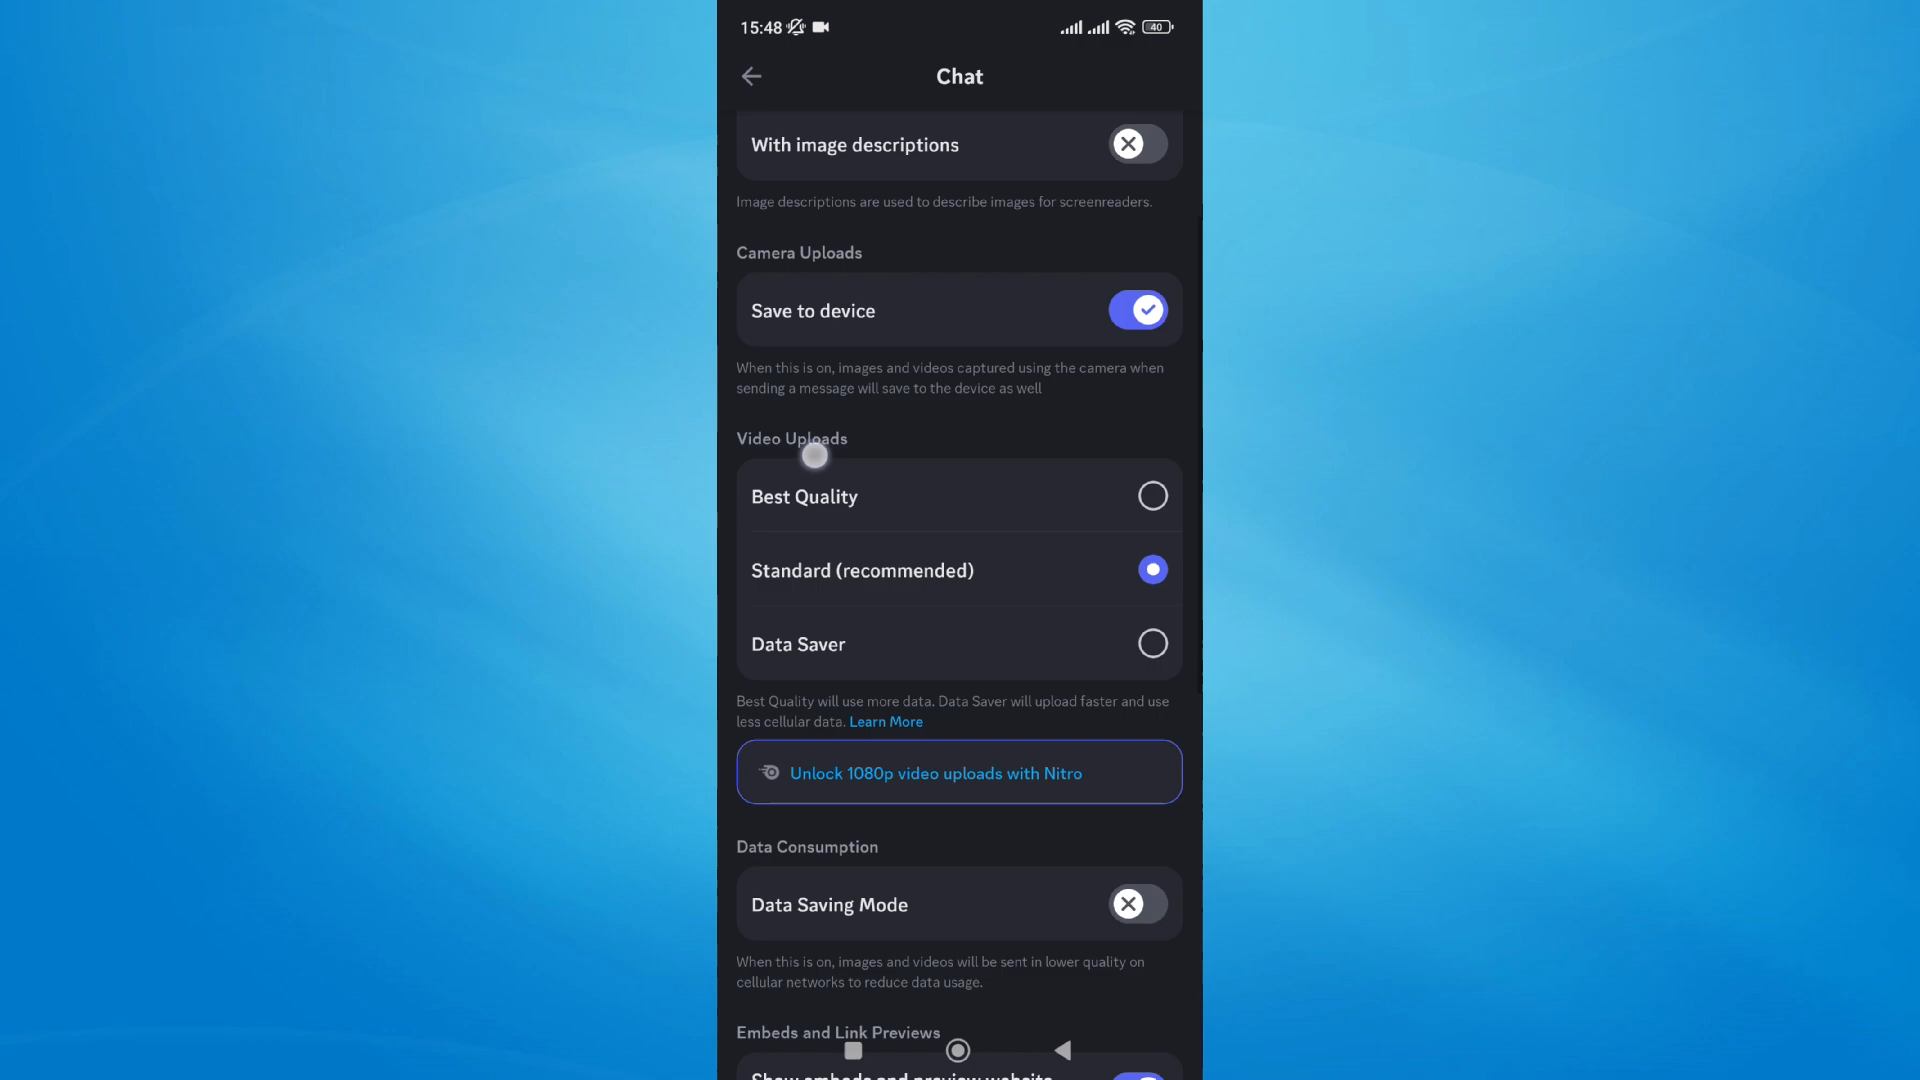 15:48
40
Chat
With image descriptions
Image descriptions are used to describe images for screenreaders.
Camera Uploads
Save to device
When this is on, images and videos captured using the camera when
sending a message will save to the device as well
Video Uploads
Best Quality
Standard (recommended)
Data Saver
Best Quality will use more data. Data Saver will upload faster and use
less cellular data. Learn More
Unlock 1080p video uploads with Nitro
Data Consumption
Data Saving Mode
When this is on, images and videos will be sent in lower quality on
cellular networks to reduce data usage.
Embeds and Link Previews
Show embeds and preview website